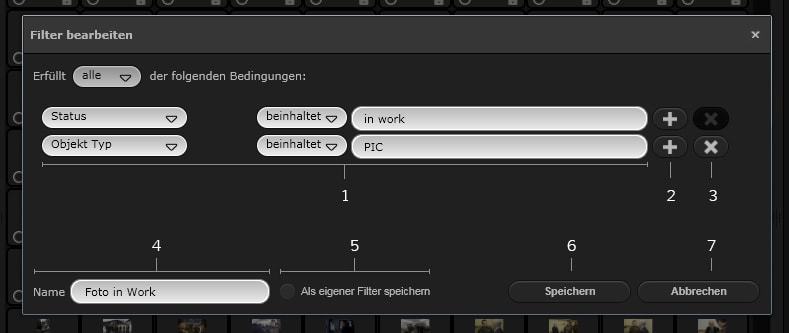 Filter bearbeiten
Erfüllt alle der folgenden Bedingungen:
Status beinhaltet in work
Objekt Typ beinhaltet PIC
1 2 3
4 5 6 7
Name Foto in Work Als eigener Filter speichern Speichern Abbrechen